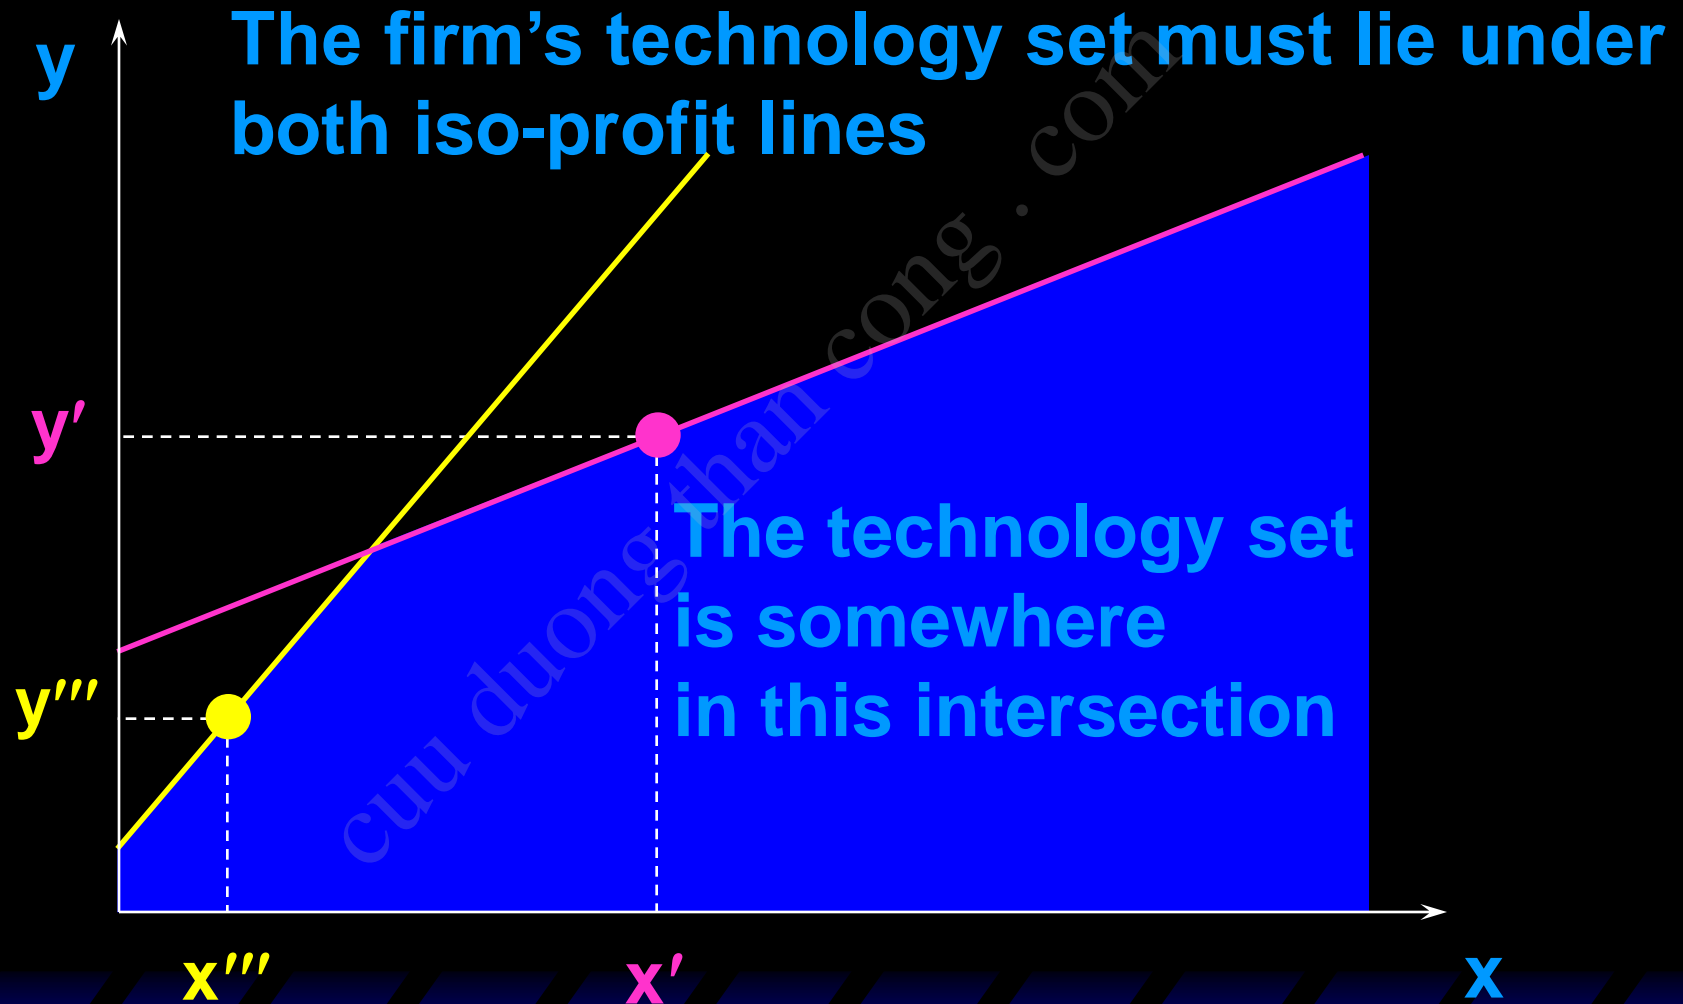 y
The firm’s technology set must lie under
both iso-profit lines
y′
The technology set
is somewhere
in this intersection
y′′′
x′′′
x′
x
cuu duong than cong . com